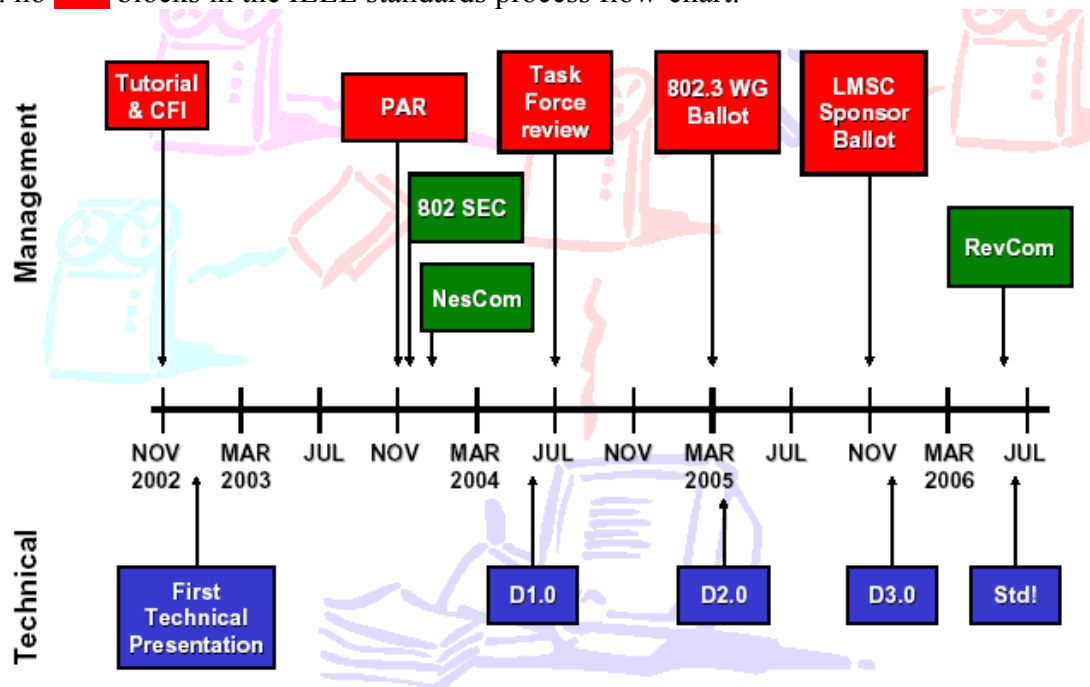 : no blocks in the IEEE standards process flow chart.
Tutorial
& CFI
PAR
Task
Force
review
802.3 WG
Ballot
LMSC
Sponsor
Ballot
802 SEC
NesCom
RevCom
Management
NOV
2002
MAR
2003
JUL
NOV
MAR
2004
JUL
NOV
MAR
2005
JUL
NOV
MAR
2006
JUL
Technical
First
Technical
Presentation
D1.0
D2.0
D3.0
Std!